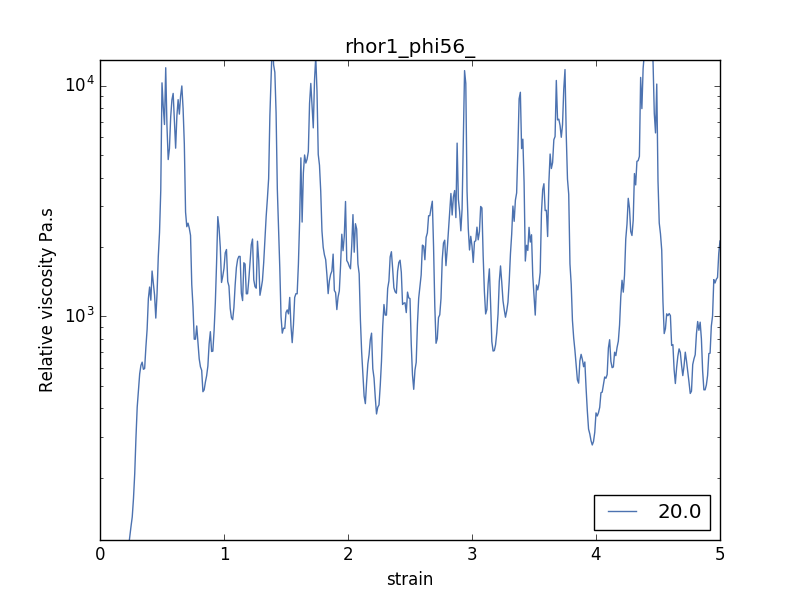 rhor1_phi56_
10^4
10^3
Relative viscosity Pa.s
20.0
0 1 2 3 4 5
strain